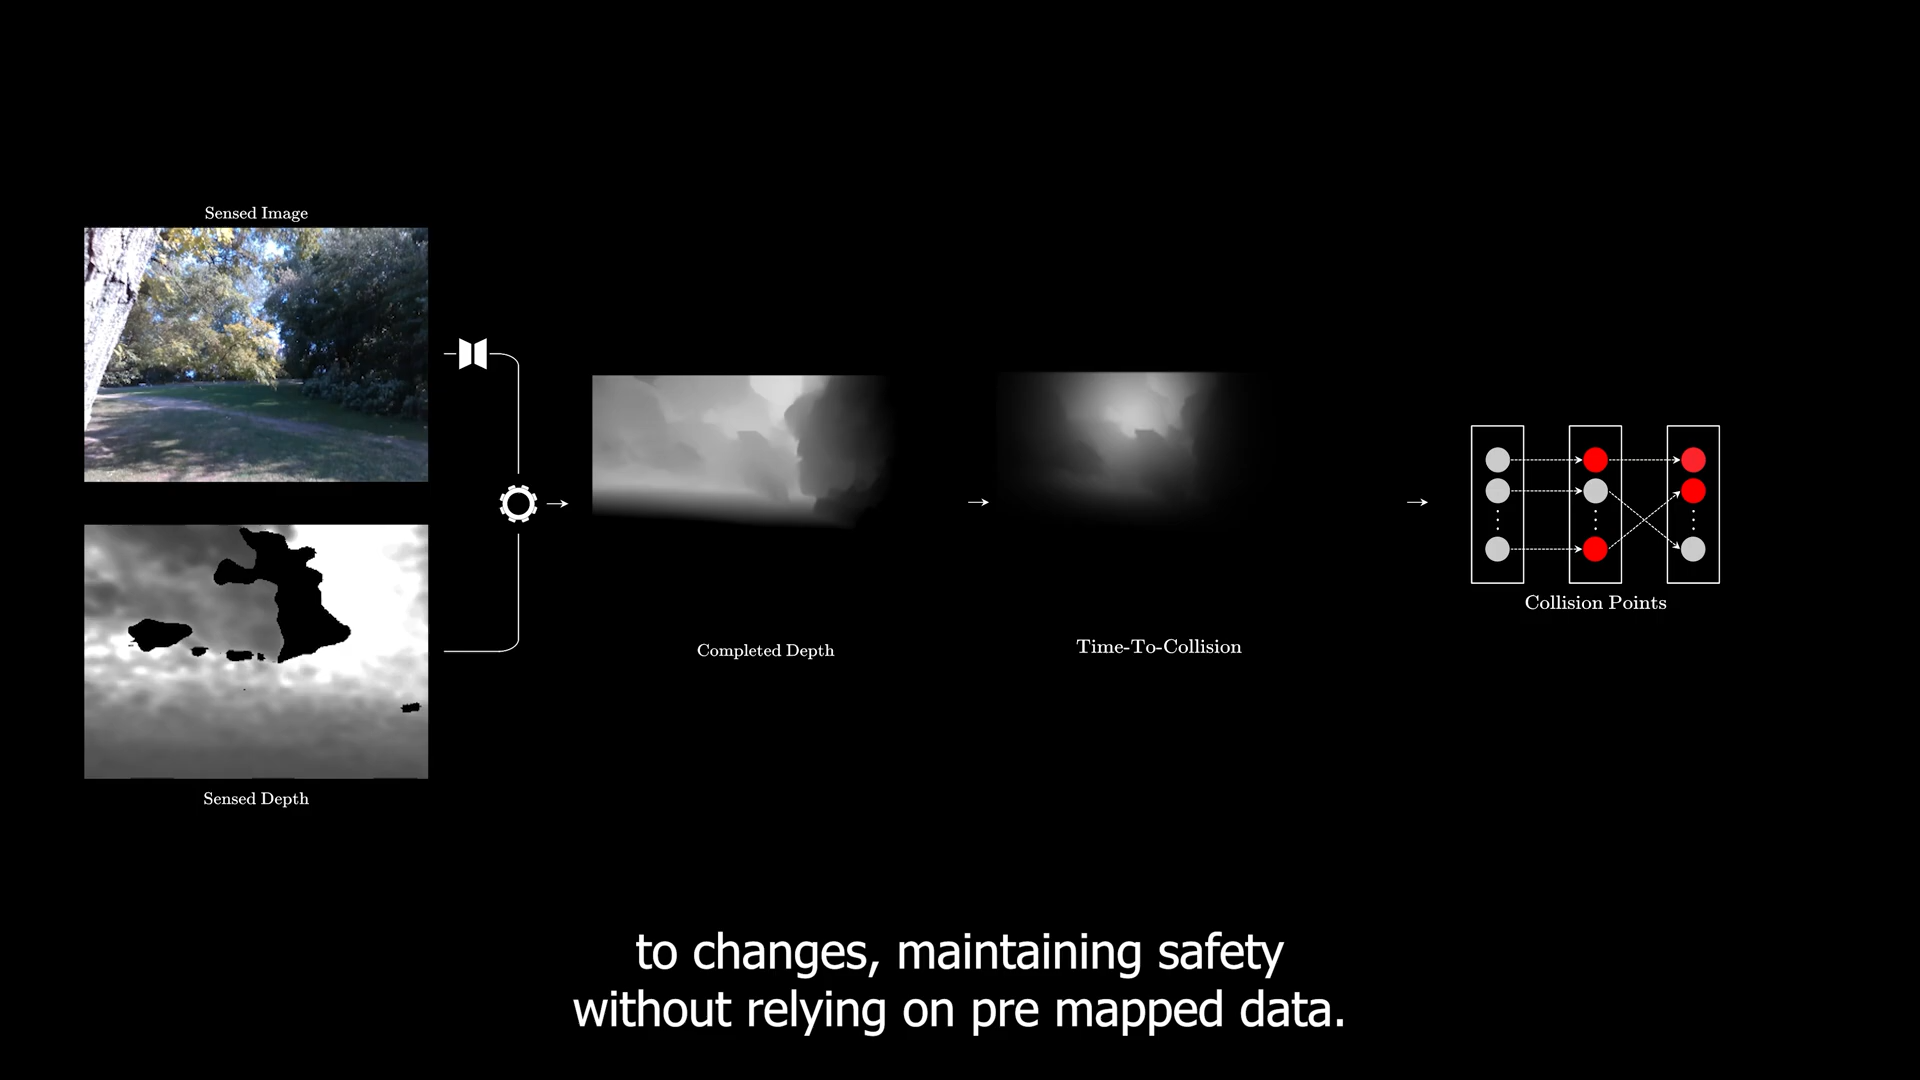 Sensed Image
Sensed Depth
Completed Depth
Time-To-Collision
Collision Points
to changes, maintaining safety
without relying on pre mapped data.